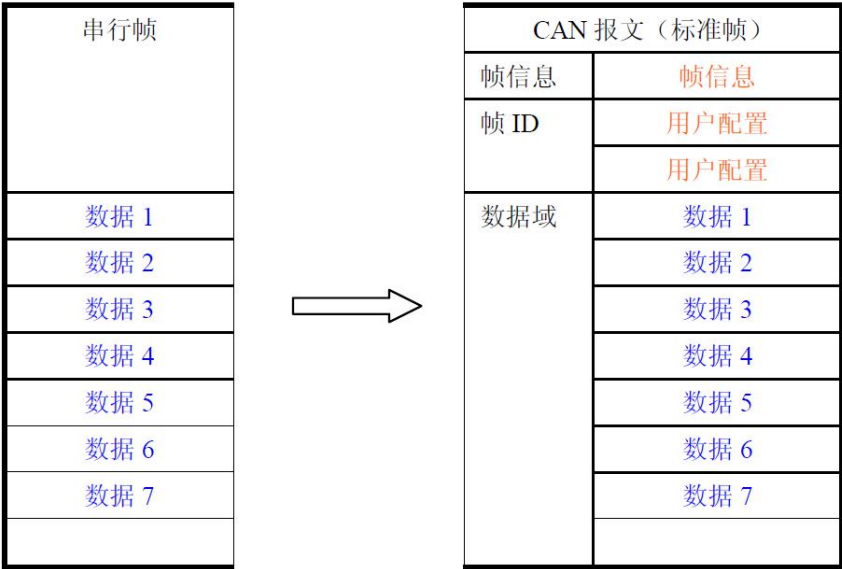 串行帧
数据 1
数据 2
数据 3
数据 4
数据 5
数据 6
数据 7
CAN 报文（标准帧）
帧信息 帧信息
帧 ID 用户配置
用户配置
数据域 数据 1
数据 2
数据 3
数据 4
数据 5
数据 6
数据 7